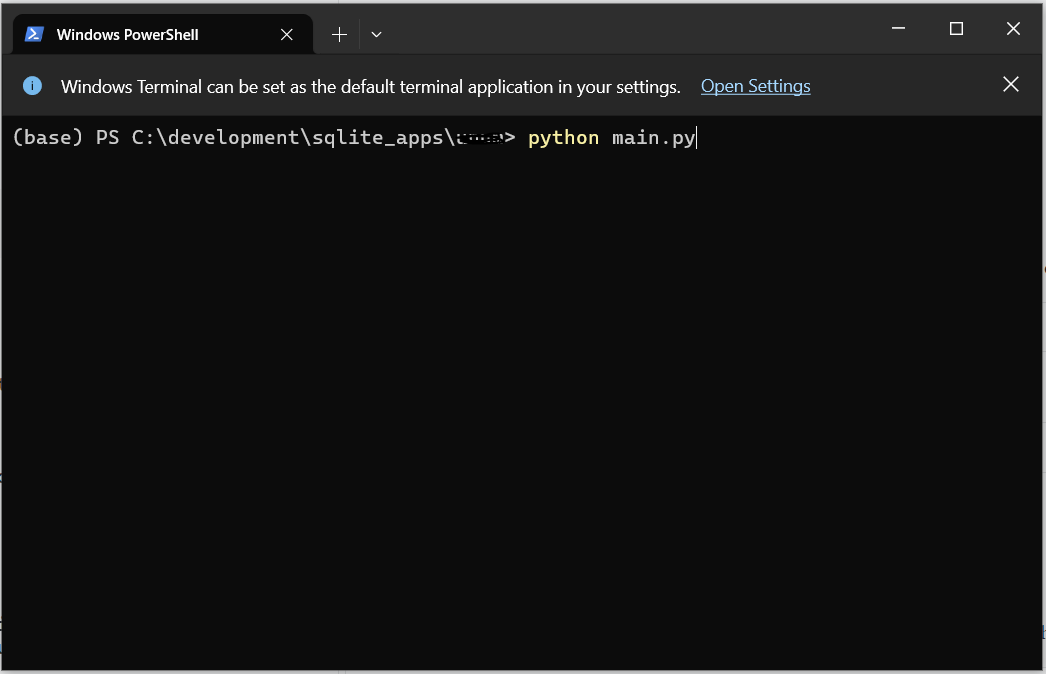 Windows PowerShell
Windows Terminal can be set as the default terminal application in your settings. Open Settings
(base) PS C:\development\sqlite_apps\> python main.py